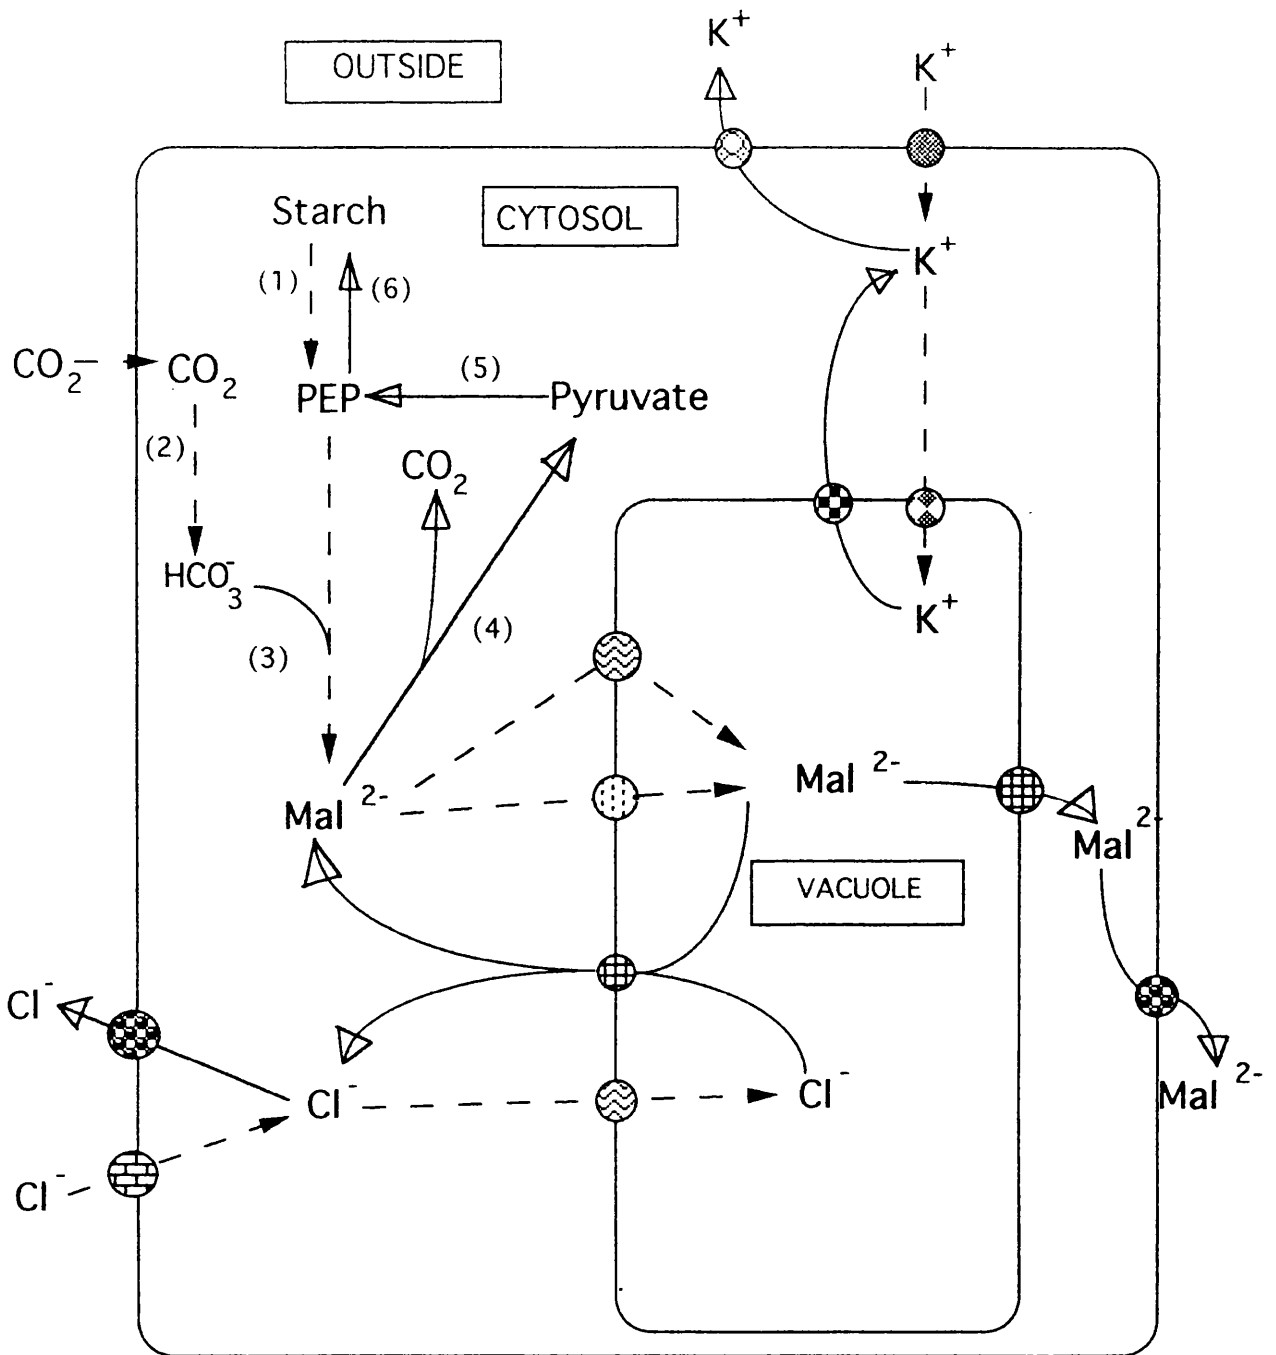 K⁺
OUTSIDE
K⁺
Starch
CYTOSOL
K⁺
(1)
(6)
CO₂
CO₂
PEP
(5)
Pyruvate
(2)
CO₂
HCO₃⁻
K⁺
(3)
(4)
Mal ²⁻
Mal ²⁻
Mal ²⁻
VACUOLE
Cl⁻
Cl⁻
Cl⁻
Mal ²⁻
Cl⁻